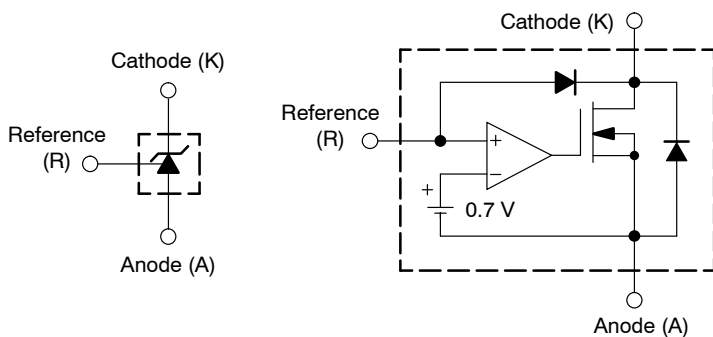 Cathode (K)
Reference
(R)
Anode (A)
Cathode (K)
Reference
(R)
+
–
+
0.7 V
Anode (A)